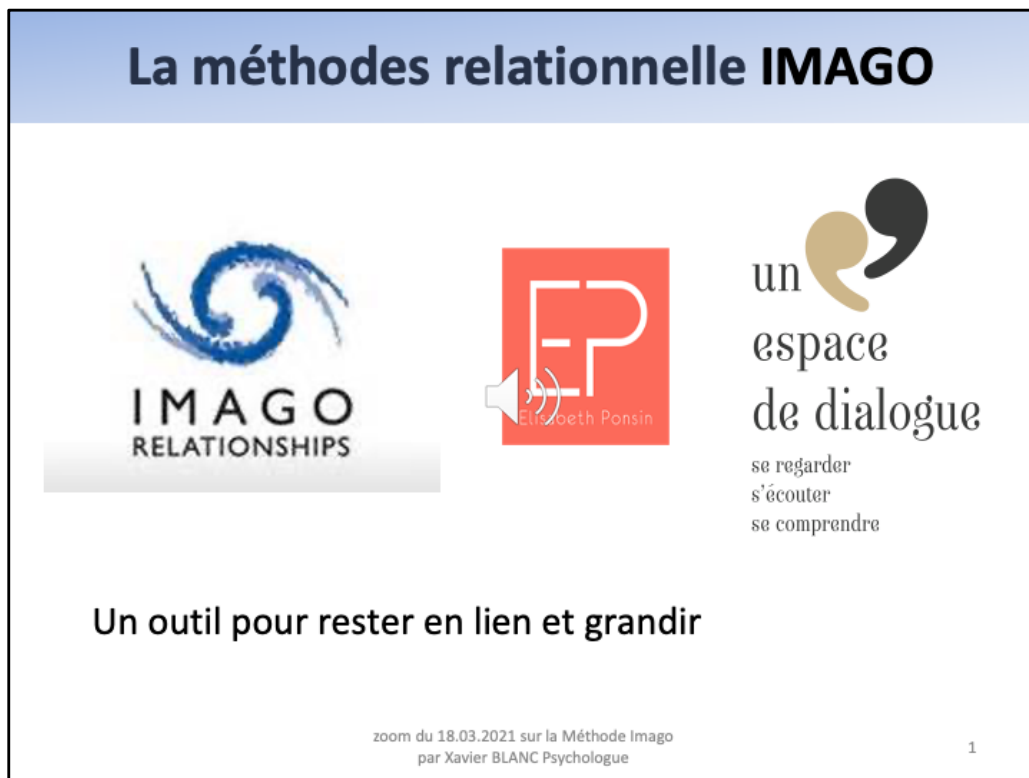 La méthodes relationnelle IMAGO
IMAGO
RELATIONSHIPS
EP
Elisabeth Ponsin
un
espace
de dialogue
se regarder
s'écouter
se comprendre
Un outil pour rester en lien et grandir
zoom du 18.03.2021 sur la Méthode Imago
par Xavier BLANC Psychologue
1